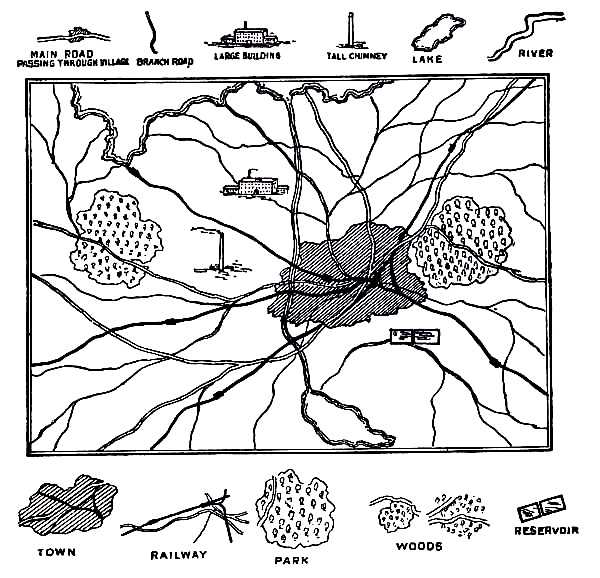 MAIN ROAD
PASSING THROUGH VILLAGE
BRANCH ROAD
LARGE BUILDING
TALL CHIMNEY
LAKE
RIVER
TOWN
RAILWAY
PARK
WOODS
RESERVOIR